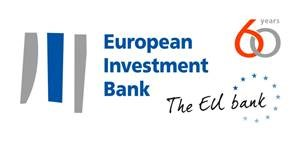 European
Investment
Bank
60 years
The EU bank